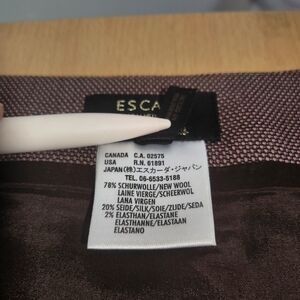 ESCA
CANADA C.A. 02575
USA R.N. 61891
JAPAN(株)エスカーダ・ジャパン
TEL. 06-6533-5188
78% SCHURWOLLE/NEW WOOL
LAINE VIERGE/SCHEERWOL
LANA VIRGEN
20% SEIDE/SILK/SOIE/ZIJDE/SEDA
2% ELASTHAN/ELASTANE
ELASTHANNE/ELASTAAN
ELASTANO